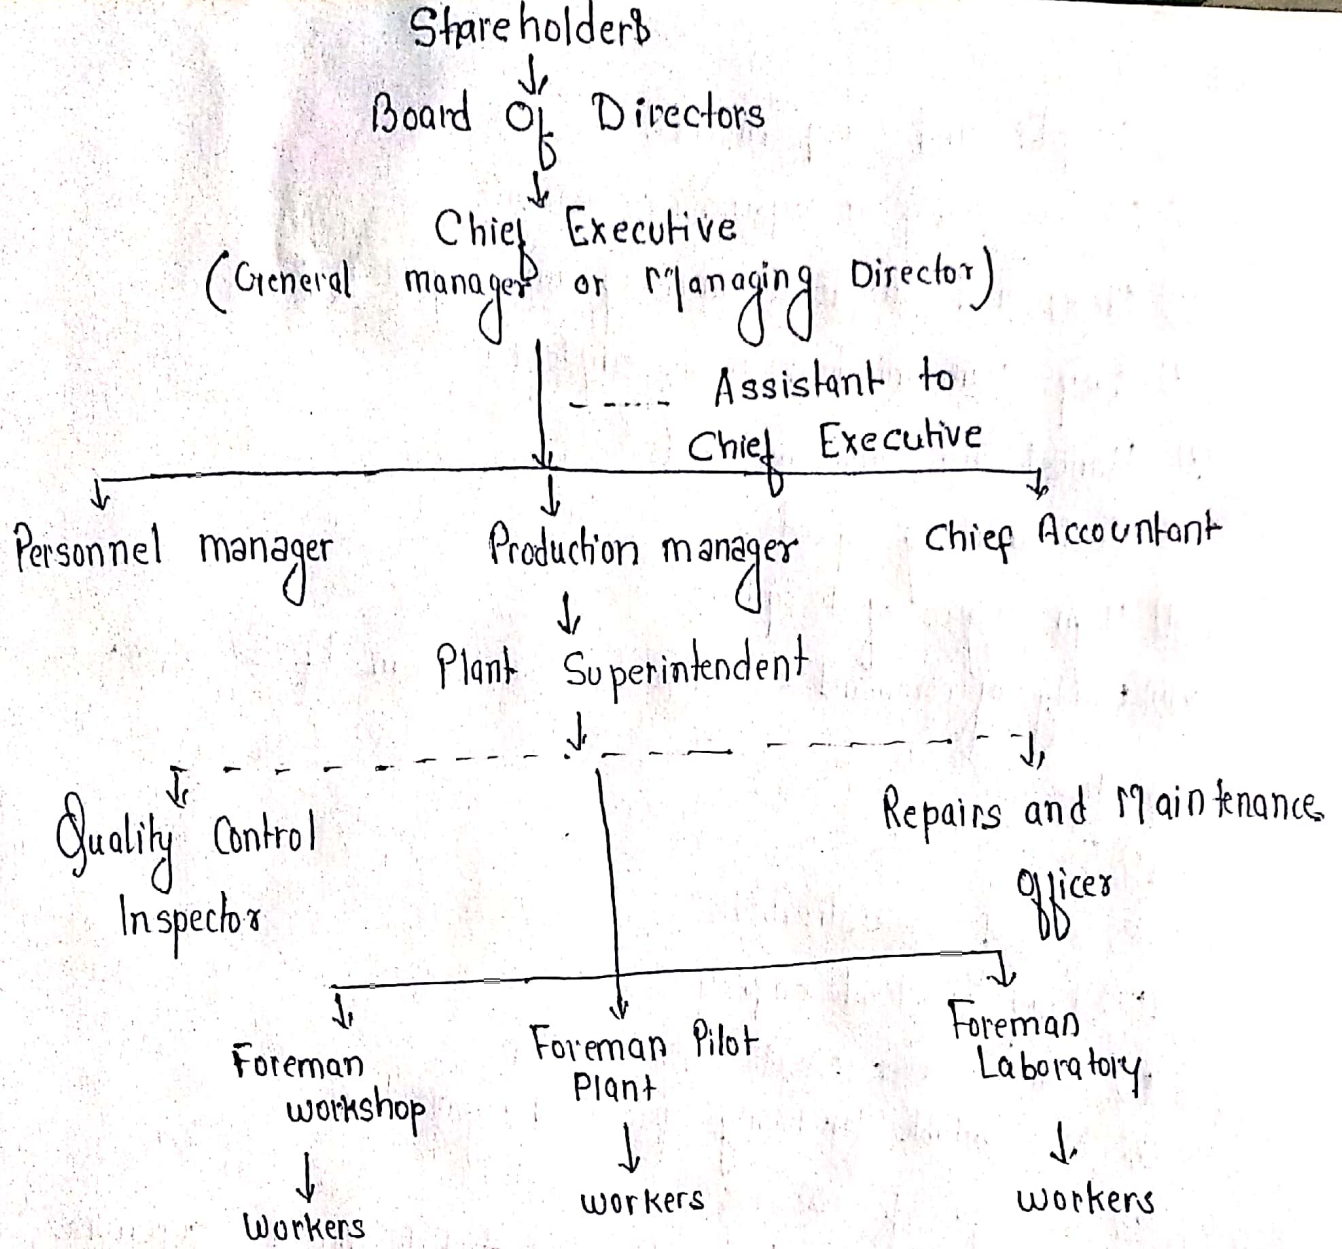 Shareholders
Board Of Directors
Chief Executive
(General manager or Managing Director)
Assistant to
Chief Executive
Personnel manager Production manager Chief Accountant
Plant Superintendent
Quality Control
Inspector
Repairs and Maintenance
Officer
Foreman
workshop
Foreman Pilot
Plant
Foreman
Laboratory
Workers workers workers